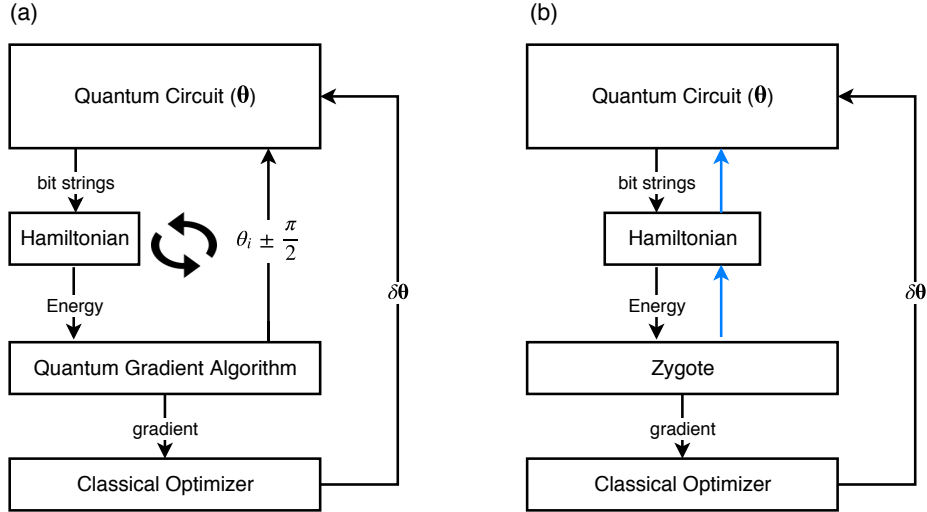 (a)
Quantum Circuit (θ)
bit strings
Hamiltonian
θi ± π/2
Energy
δθ
Quantum Gradient Algorithm
gradient
Classical Optimizer
(b)
Quantum Circuit (θ)
bit strings
Hamiltonian
Energy
δθ
Zygote
gradient
Classical Optimizer